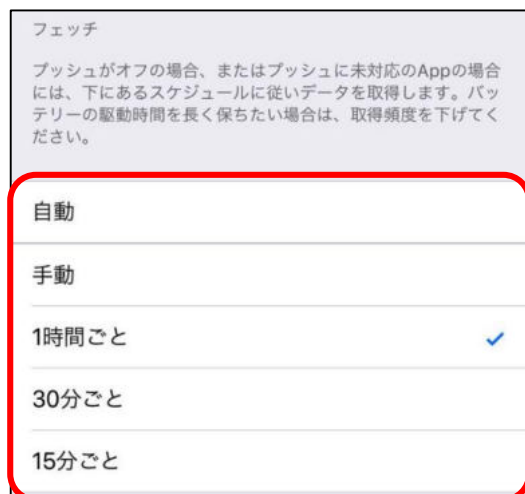 フェッチ
プッシュがオフの場合、またはプッシュに未対応のAppの場合
には、下にあるスケジュールに従いデータを取得します。バッ
テリーの駆動時間を長く保ちたい場合は、取得頻度を下げてく
ださい。
自動
手動
1時間ごと
30分ごと
15分ごと